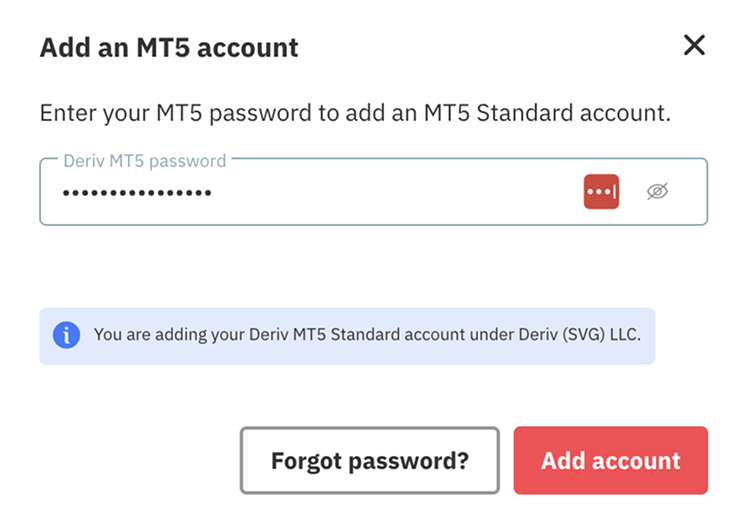 Add an MT5 account
Enter your MT5 password to add an MT5 Standard account.
Deriv MT5 password
••••••••••••••••
You are adding your Deriv MT5 Standard account under Deriv (SVG) LLC.
Forgot password?
Add account